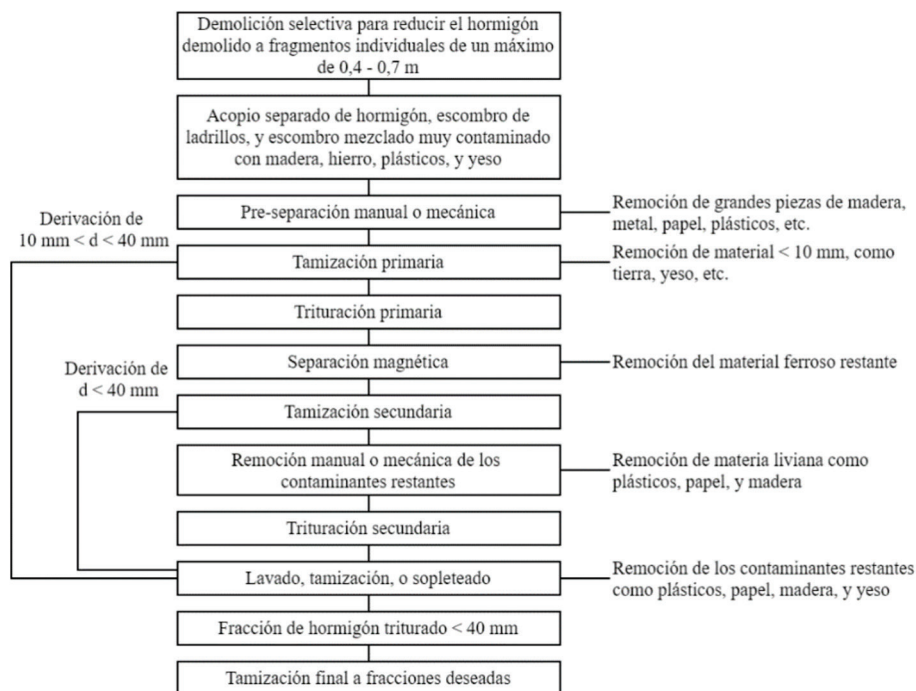 Demolición selectiva para reducir el hormigón
demolido a fragmentos individuales de un máximo
de 0,4 - 0,7 m
Acopio separado de hormigón, escombro de
ladrillos, y escombro mezclado muy contaminado
con madera, hierro, plásticos, y yeso
Pre-separación manual o mecánica
Remoción de grandes piezas de madera,
metal, papel, plásticos, etc.
Derivación de
10 mm < d < 40 mm
Tamización primaria
Remoción de material < 10 mm, como
tierra, yeso, etc.
Trituración primaria
Separación magnética
Remoción del material ferroso restante
Derivación de
d < 40 mm
Tamización secundaria
Remoción manual o mecánica de los
contaminantes restantes
Remoción de materia liviana como
plásticos, papel, y madera
Trituración secundaria
Lavado, tamización, o sopleteado
Remoción de los contaminantes restantes
como plásticos, papel, madera, y yeso
Fracción de hormigón triturado < 40 mm
Tamización final a fracciones deseadas